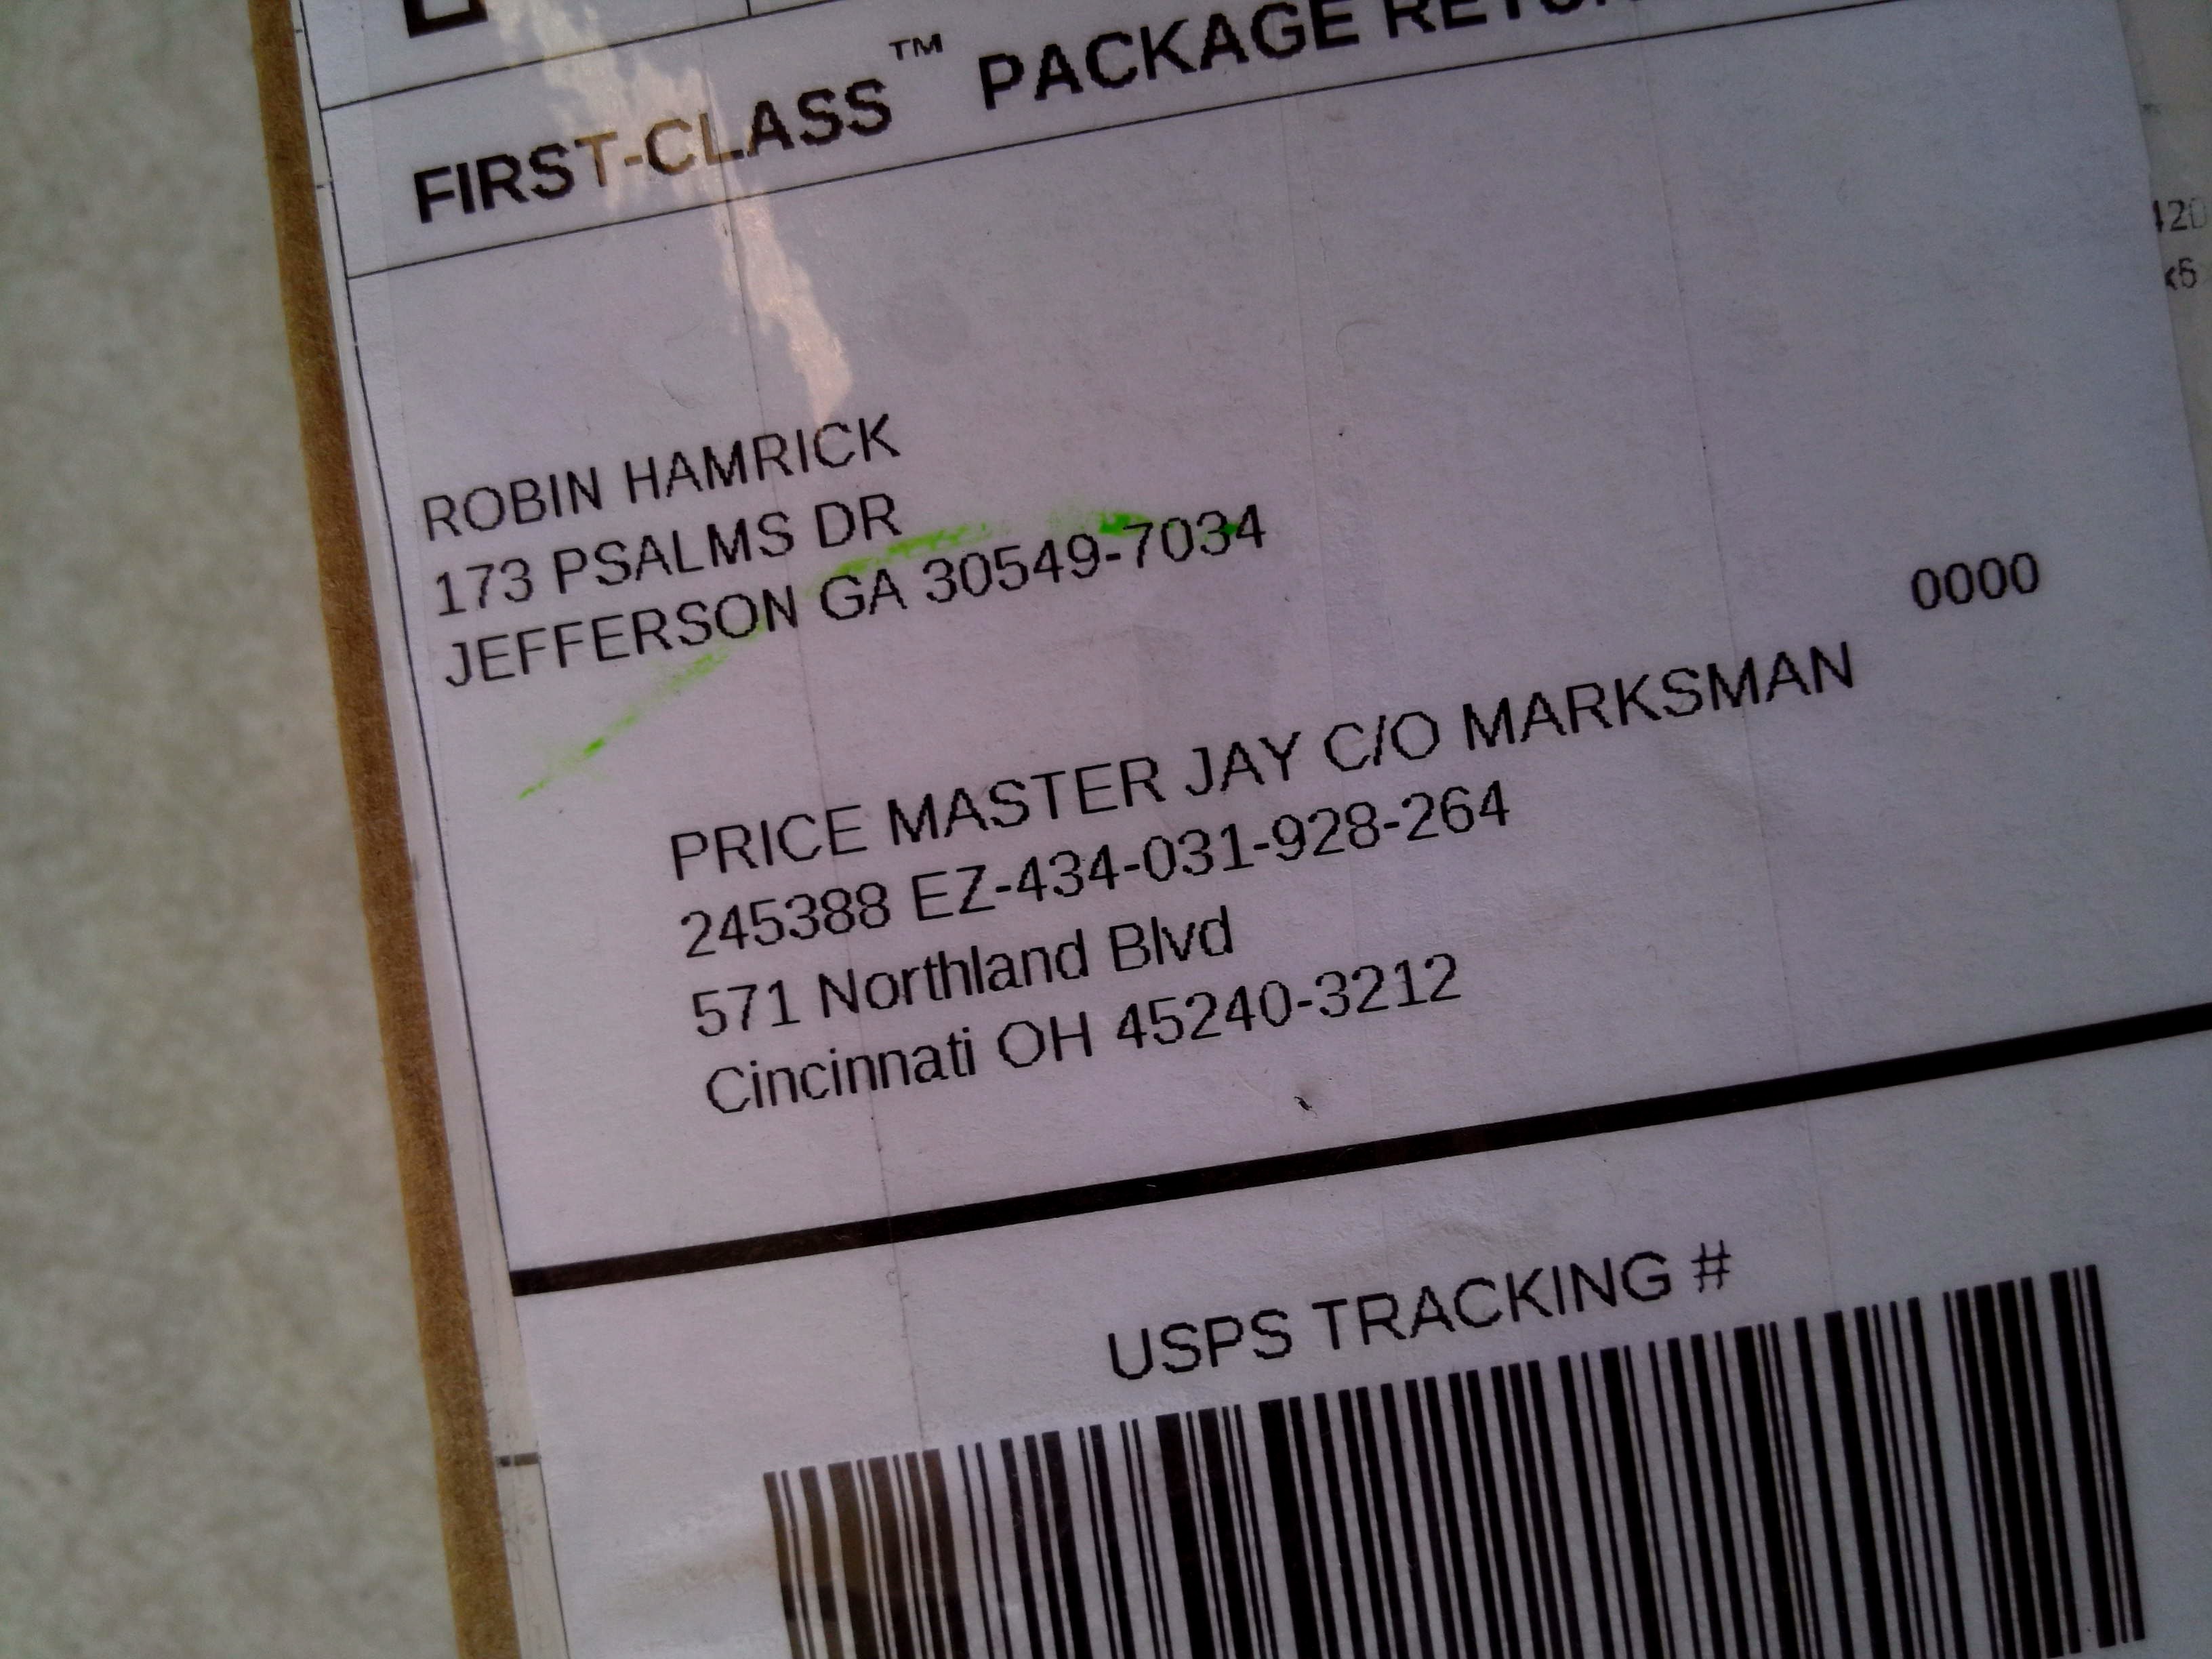 FIRST-CLASS™ PACKAGE
ROBIN HAMRICK
173 PSALMS DR
JEFFERSON GA 30549-7034
0000
PRICE MASTER JAY C/O MARKSMAN
245388 EZ-434-031-928-264
571 Northland Blvd
Cincinnati OH 45240-3212
USPS TRACKING #